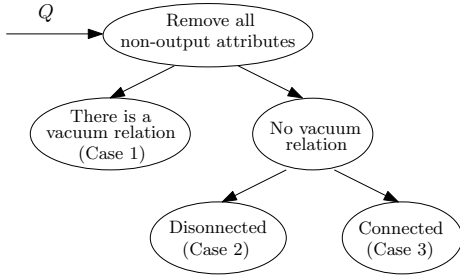 Q
Remove all
non-output attributes
There is a
vacuum relation
(Case 1)
No vacuum
relation
Disonnected
(Case 2)
Connected
(Case 3)